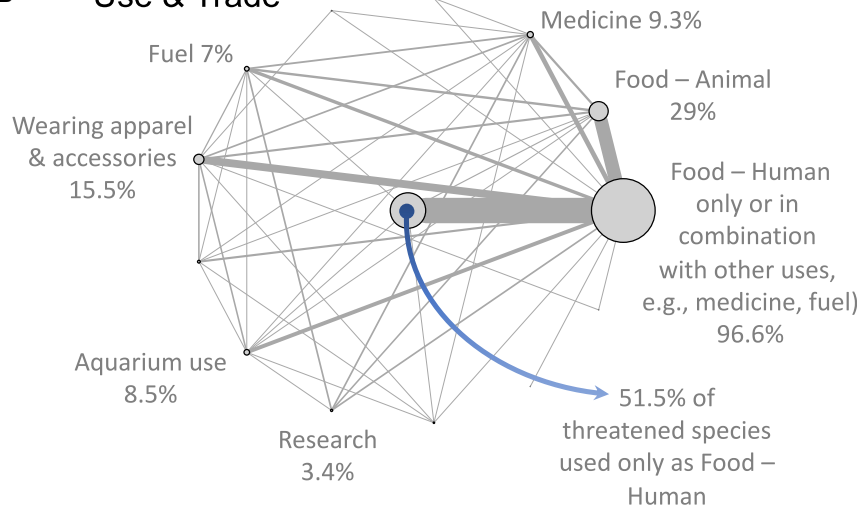 Use & Trade
Medicine 9.3%
Fuel 7%
Food – Animal
29%
Wearing apparel
& accessories
15.5%
Food – Human
only or in
combination
with other uses,
e.g., medicine, fuel)
96.6%
Aquarium use
8.5%
51.5% of
threatened species
used only as Food –
Human
Research
3.4%